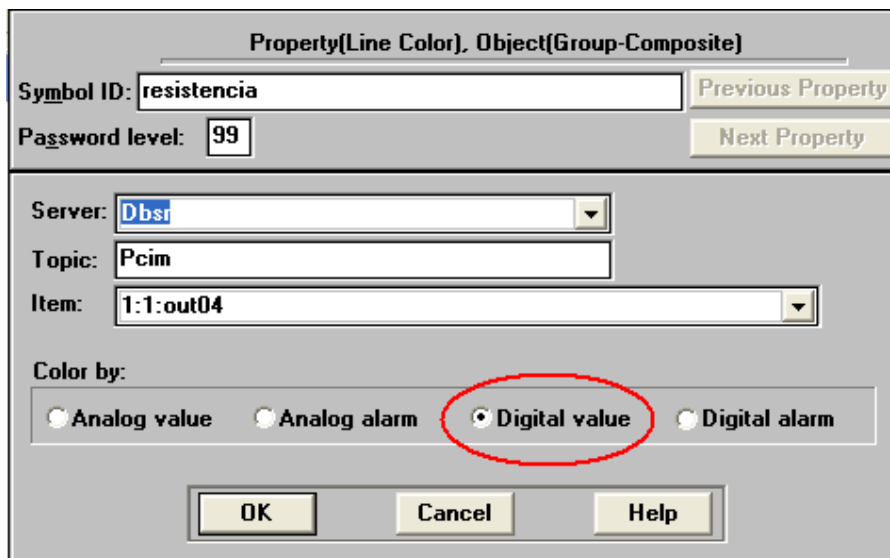 Property(Line Color), Object(Group-Composite)
Symbol ID: resistencia Previous Property
Password level: 99 Next Property
Server: Dbsr
Topic: Pcim
Item: 1:1:out04
Color by:
Analog value Analog alarm Digital value Digital alarm
OK Cancel Help